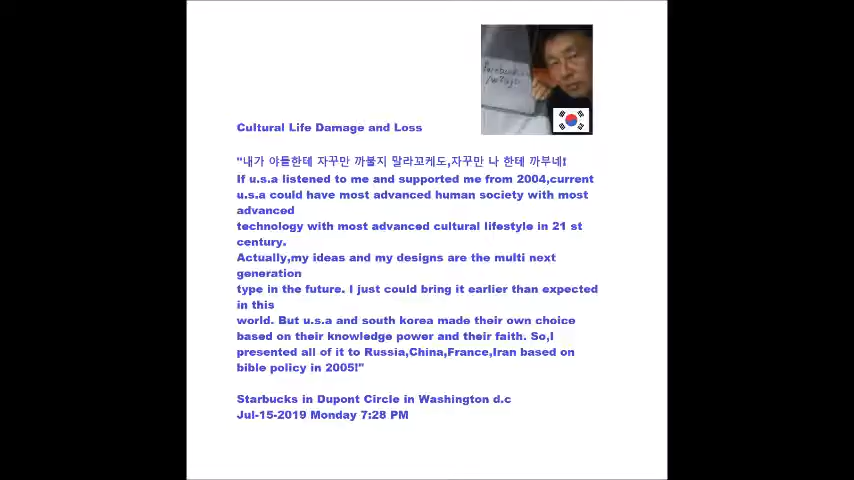 Cultural Life Damage and Loss
"내가 야들한테 자꾸만 까불지 말라꼬케도,자꾸만 나 한테 까부네!
If u.s.a listened to me and supported me from 2004,current
u.s.a could have most advanced human society with most
advanced
technology with most advanced cultural lifestyle in 21 st
century.
Actually,my ideas and my designs are the multi next
generation
type in the future. I just could bring it earlier than expected
in this
world. But u.s.a and south korea made their own choice
based on their knowledge power and their faith. So,I
presented all of it to Russia,China,France,Iran based on
bible policy in 2005!"
Starbucks in Dupont Circle in Washington d.c
Jul-15-2019 Monday 7:28 PM